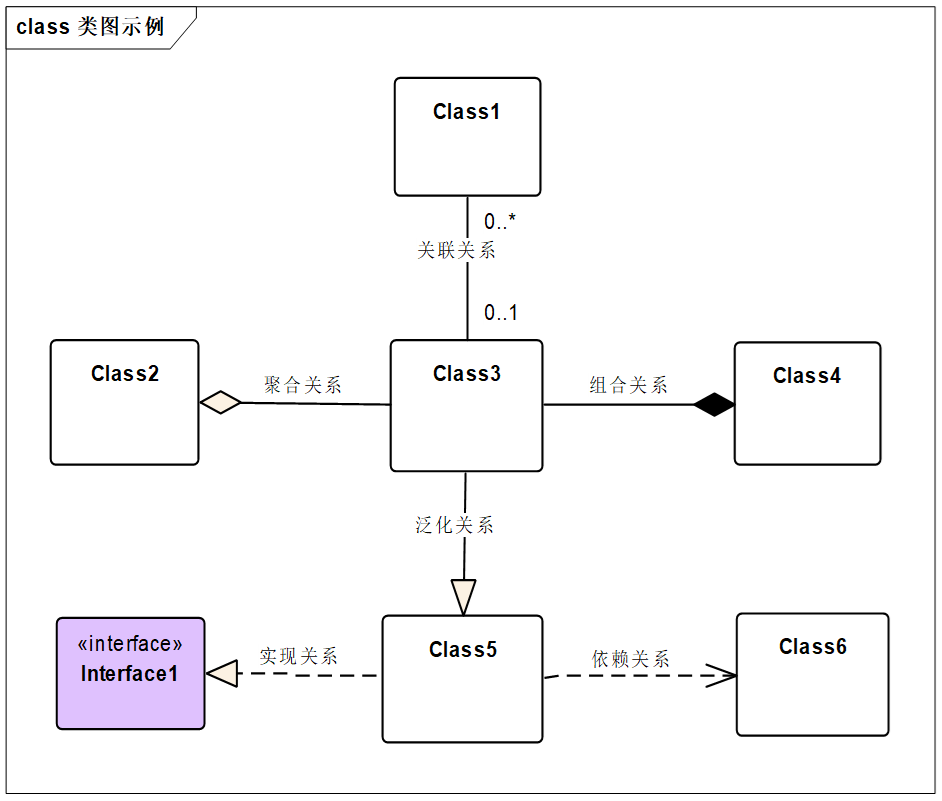 class 类图示例
Class1
0..*
关联关系
0..1
Class2
聚合关系
Class3
组合关系
Class4
泛化关系
«interface»
Interface1
实现关系
Class5
依赖关系
Class6